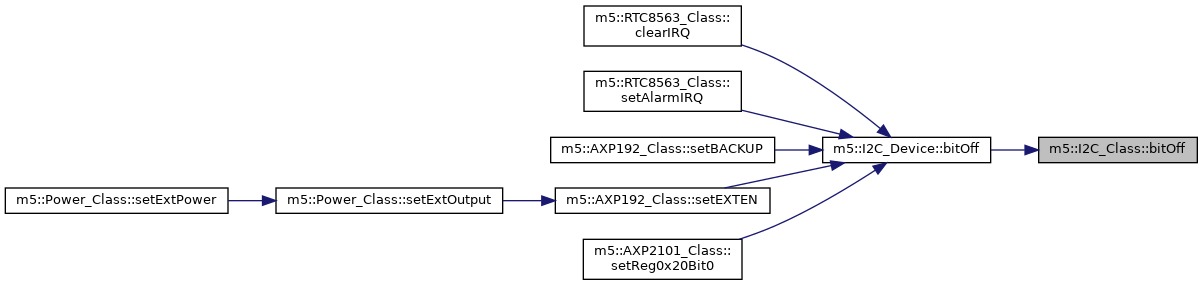 m5::RTC8563_Class::
clearIRQ
m5::RTC8563_Class::
setAlarmIRQ
m5::AXP192_Class::setBACKUP
m5::I2C_Device::bitOff
m5::I2C_Class::bitOff
m5::Power_Class::setExtPower
m5::Power_Class::setExtOutput
m5::AXP192_Class::setEXTEN
m5::AXP2101_Class::
setReg0x20Bit0